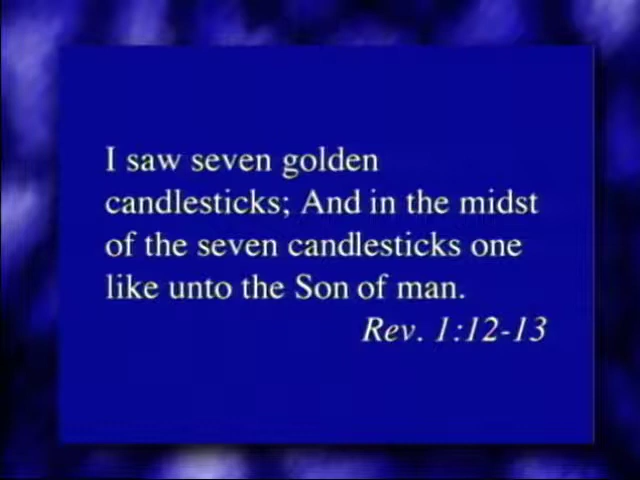 I saw seven golden
candlesticks; And in the midst
of the seven candlesticks one
like unto the Son of man.
Rev. 1:12-13